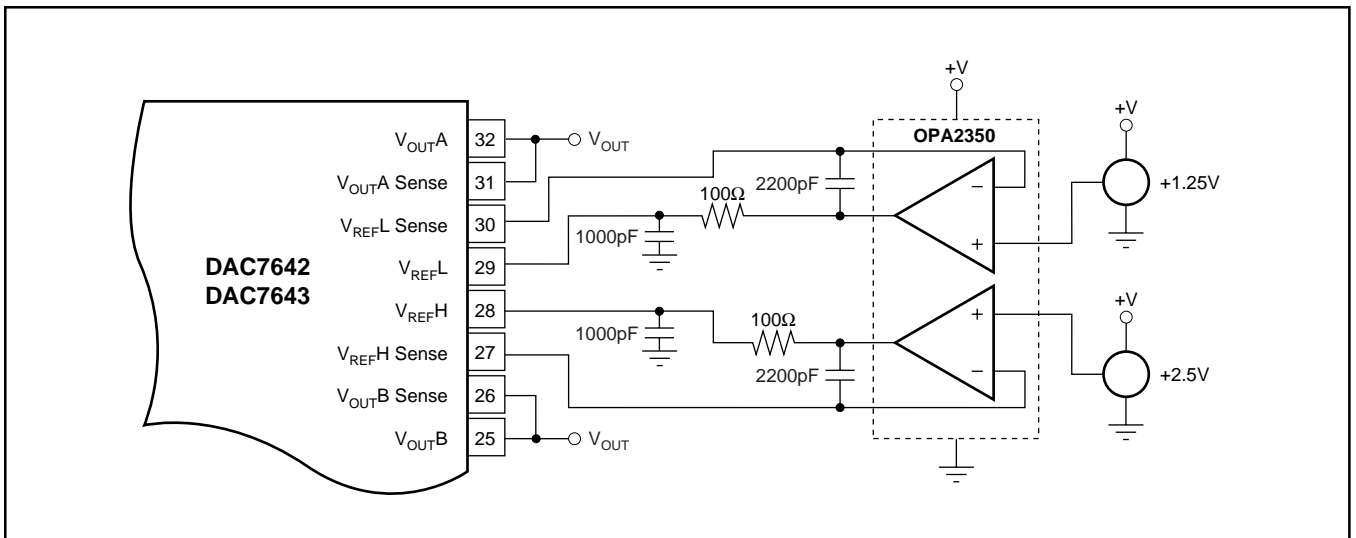 DAC7642
DAC7643
V_OUTA 32
V_OUTA Sense 31
V_REFL Sense 30
V_REFL 29
V_REFH 28
V_REFH Sense 27
V_OUTB Sense 26
V_OUTB 25
V_OUT
V_OUT
1000pF
100Ω
2200pF
1000pF
100Ω
2200pF
+V
OPA2350
−
+
+
−
+V
+1.25V
+V
+2.5V